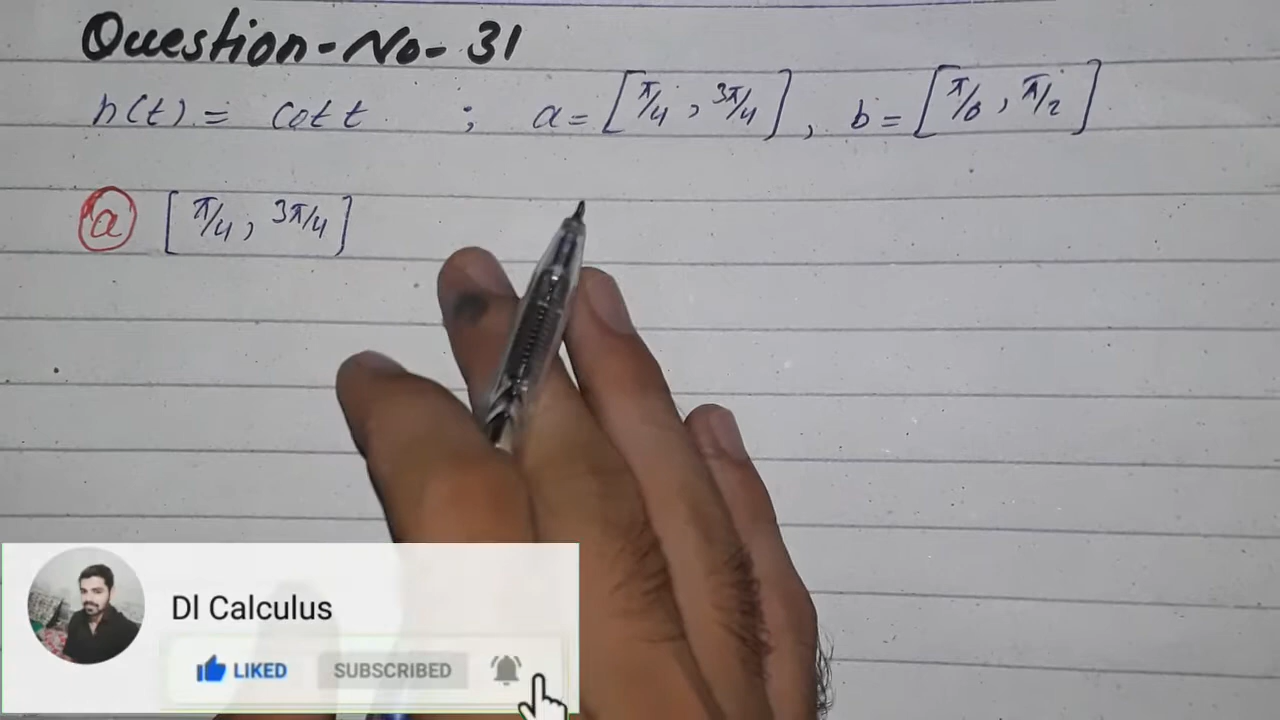 Question-No-31
h(t) = cot t ; a = [π/4, 3π/4], b = [π/6, π/2]
(a) [π/4, 3π/4]
Dl Calculus
LIKED SUBSCRIBED